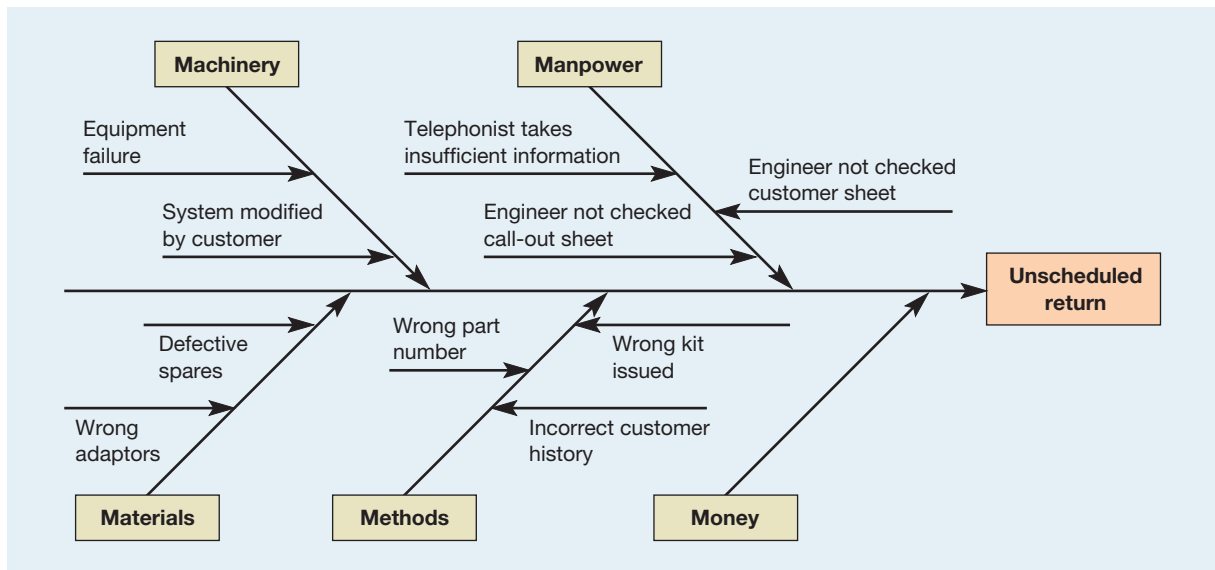 Machinery
Manpower
Equipment
failure
Telephonist takes
insufficient information
Engineer not checked
customer sheet
System modified
by customer
Engineer not checked
call-out sheet
Unscheduled
return
Defective
spares
Wrong part
number
Wrong kit
issued
Wrong
adaptors
Incorrect customer
history
Materials
Methods
Money